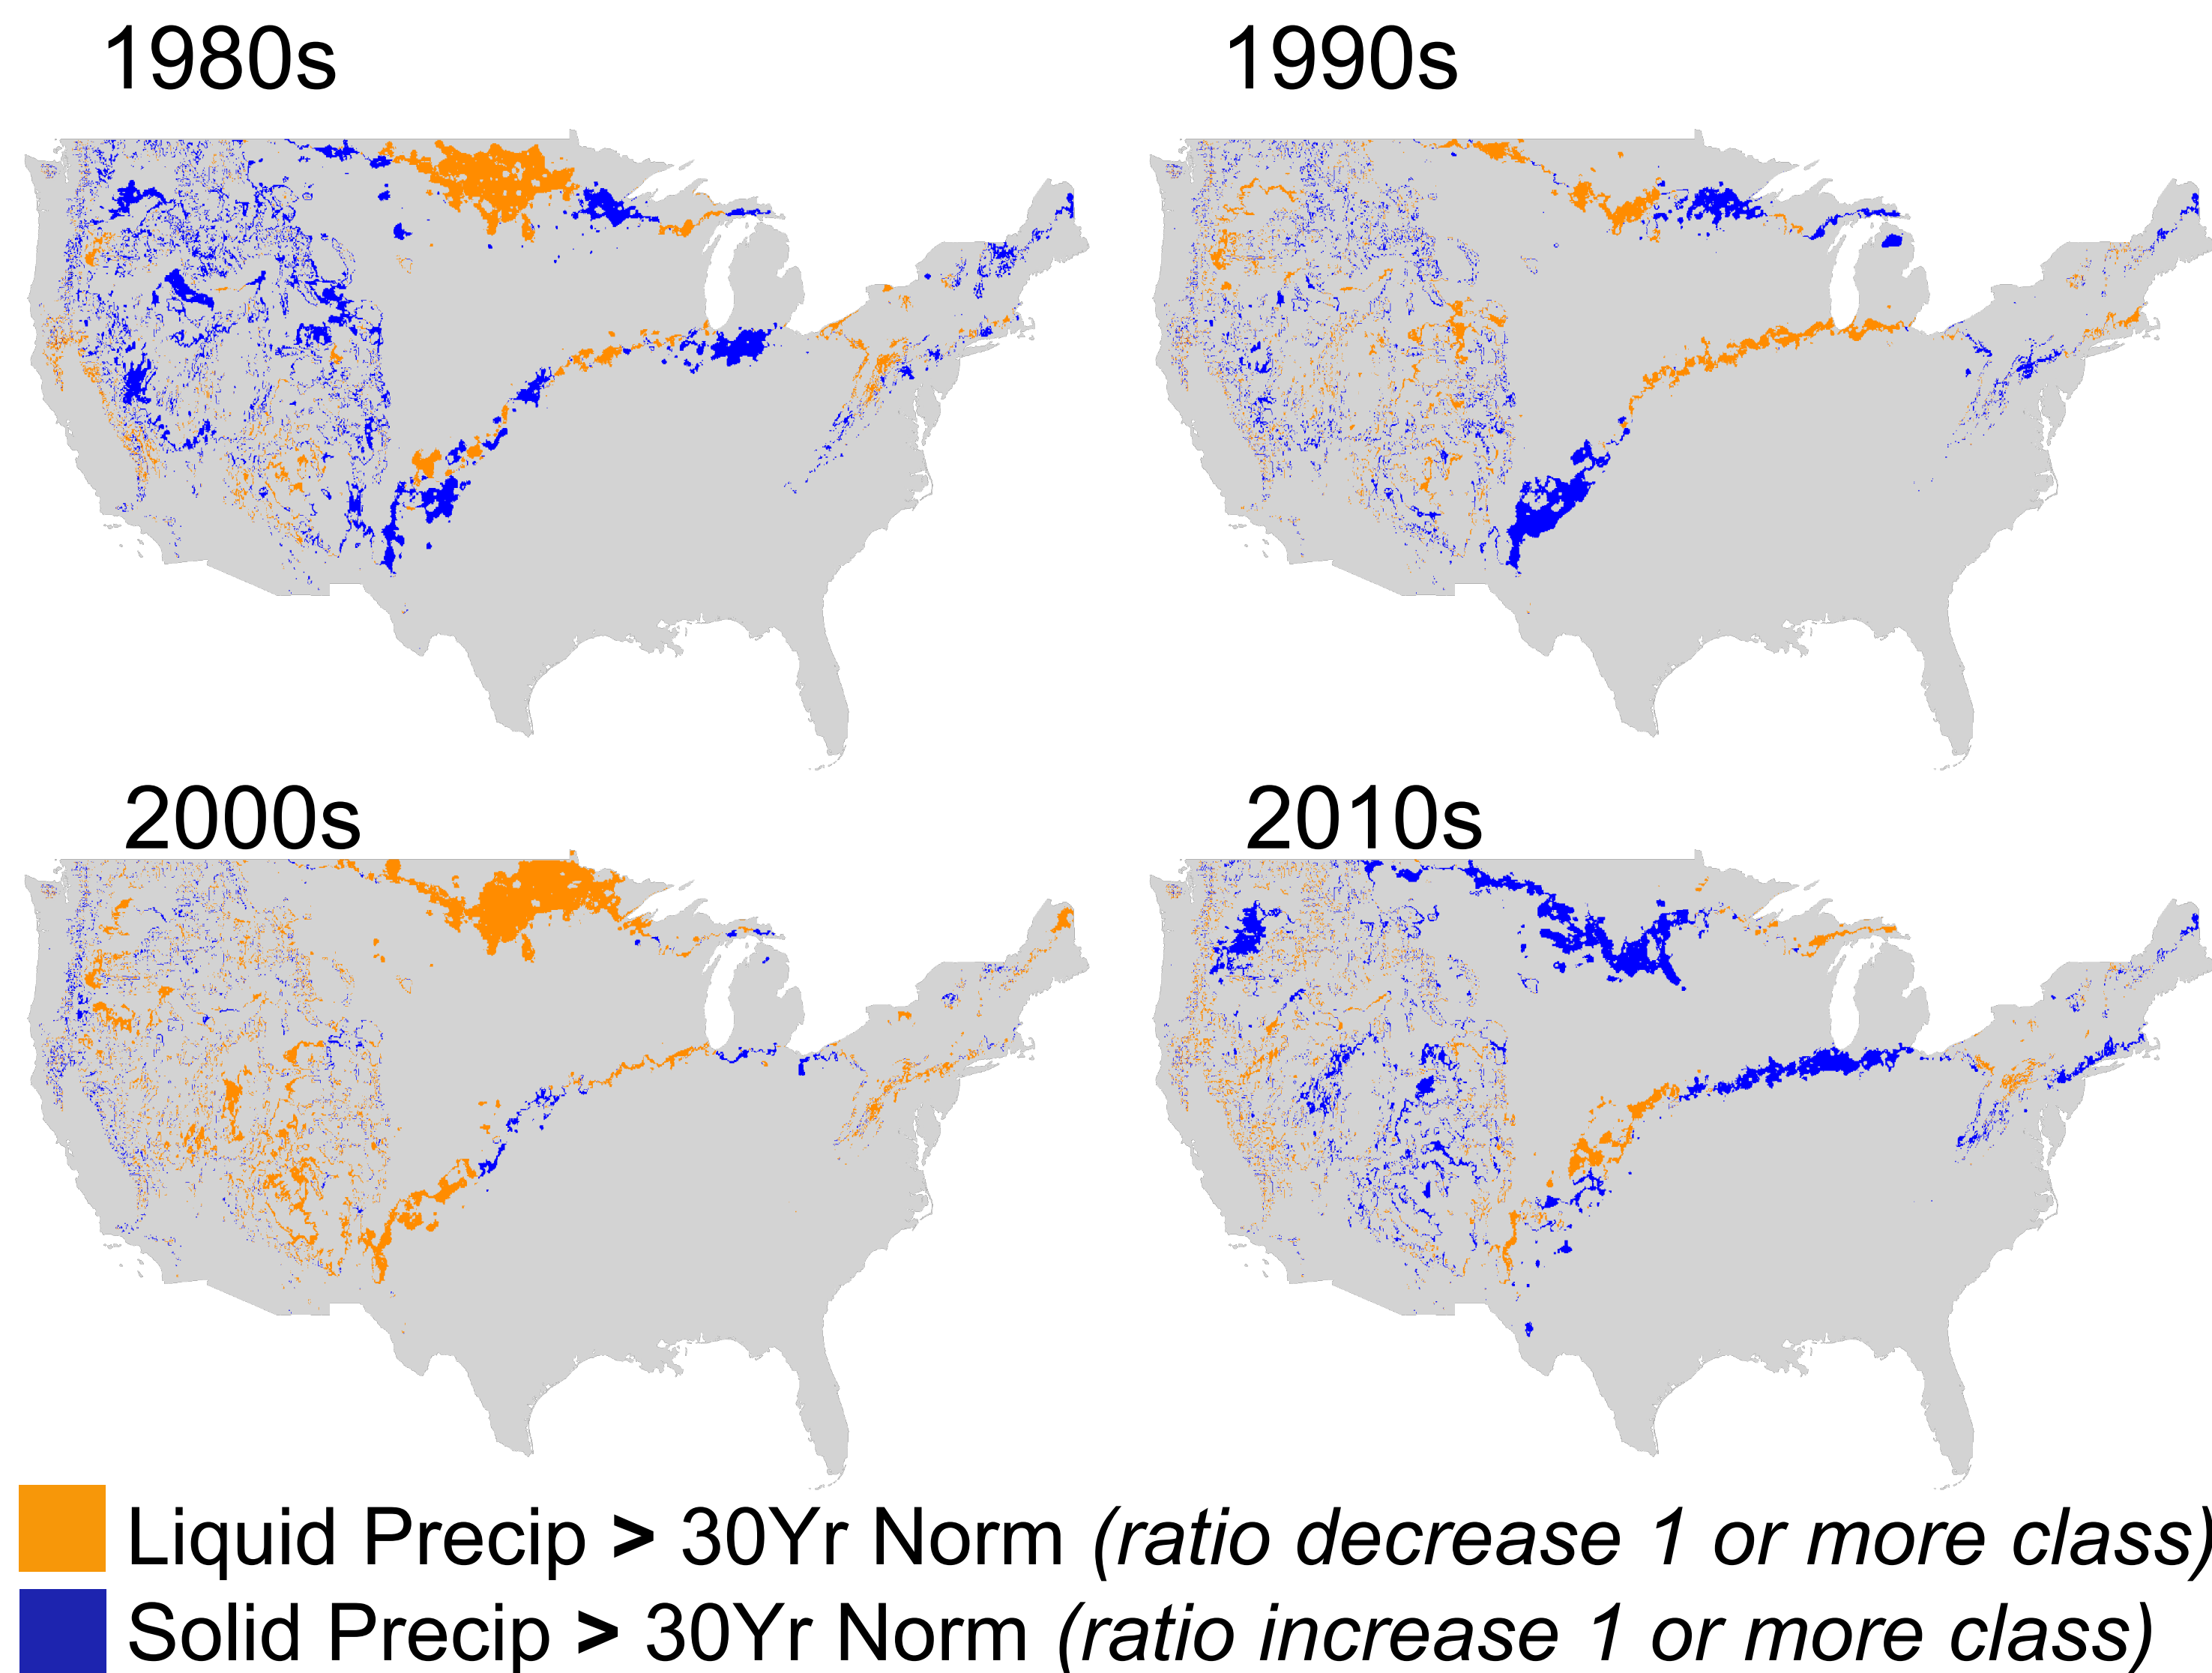 1980s
1990s
2000s
2010s
Liquid Precip > 30Yr Norm (ratio decrease 1 or more class)
Solid Precip > 30Yr Norm (ratio increase 1 or more class)